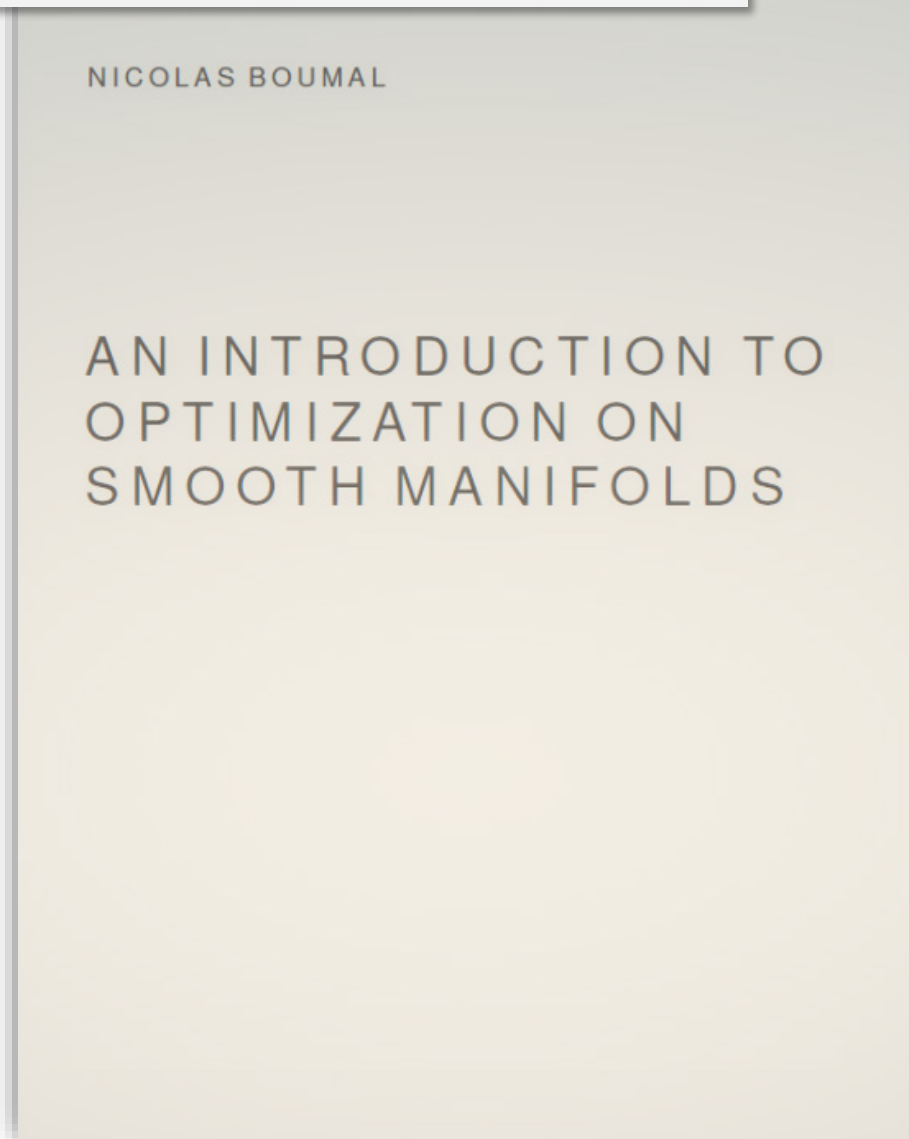 NICOLAS BOUMAL
AN INTRODUCTION TO
OPTIMIZATION ON
SMOOTH MANIFOLDS